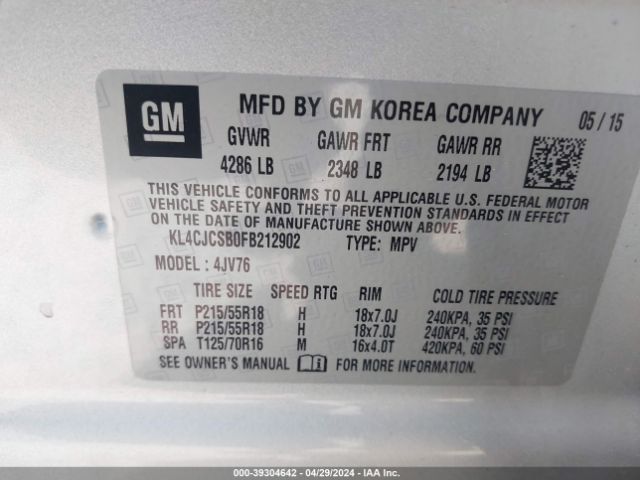 GM
MFD BY GM KOREA COMPANY 05 / 15
GVWR GAWR FRT GAWR RR
4286 LB 2348 LB 2194 LB
THIS VEHICLE CONFORMS TO ALL APPLICABLE U.S. FEDERAL MOTOR
VEHICLE SAFETY AND THEFT PREVENTION STANDARDS IN EFFECT
ON THE DATE OF MANUFACTURE SHOWN ABOVE.
KL4CJCSB0FB212902 TYPE: MPV
MODEL : 4JV76
TIRE SIZE SPEED RTG RIM COLD TIRE PRESSURE
FRT P215/55R18 H 18x7.0J 240KPA, 35 PSI
RR P215/55R18 H 18x7.0J 240KPA, 35 PSI
SPA T125/70R16 M 16x4.0T 420KPA, 60 PSI
SEE OWNER'S MANUAL FOR MORE INFORMATION.
000-39304642 / 04/29/2024 - IAA Inc.